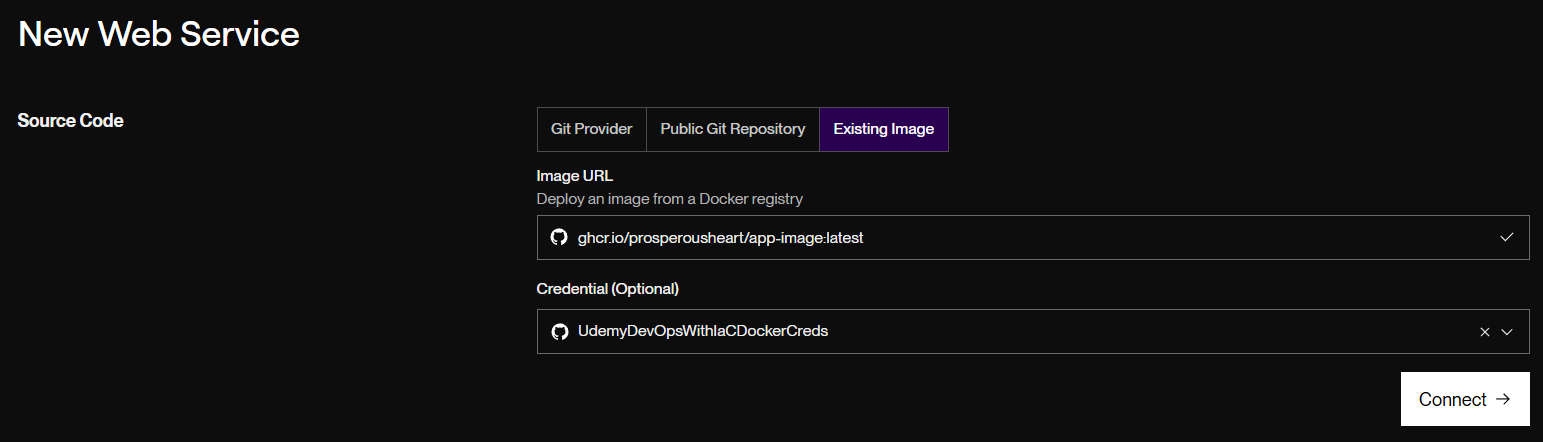 New Web Service
Source Code
Git Provider
Public Git Repository
Existing Image
Image URL
Deploy an image from a Docker registry
ghcr.io/prosperousheart/app-image:latest
Credential (Optional)
UdemyDevOpsWithIaCDockerCreds
Connect →